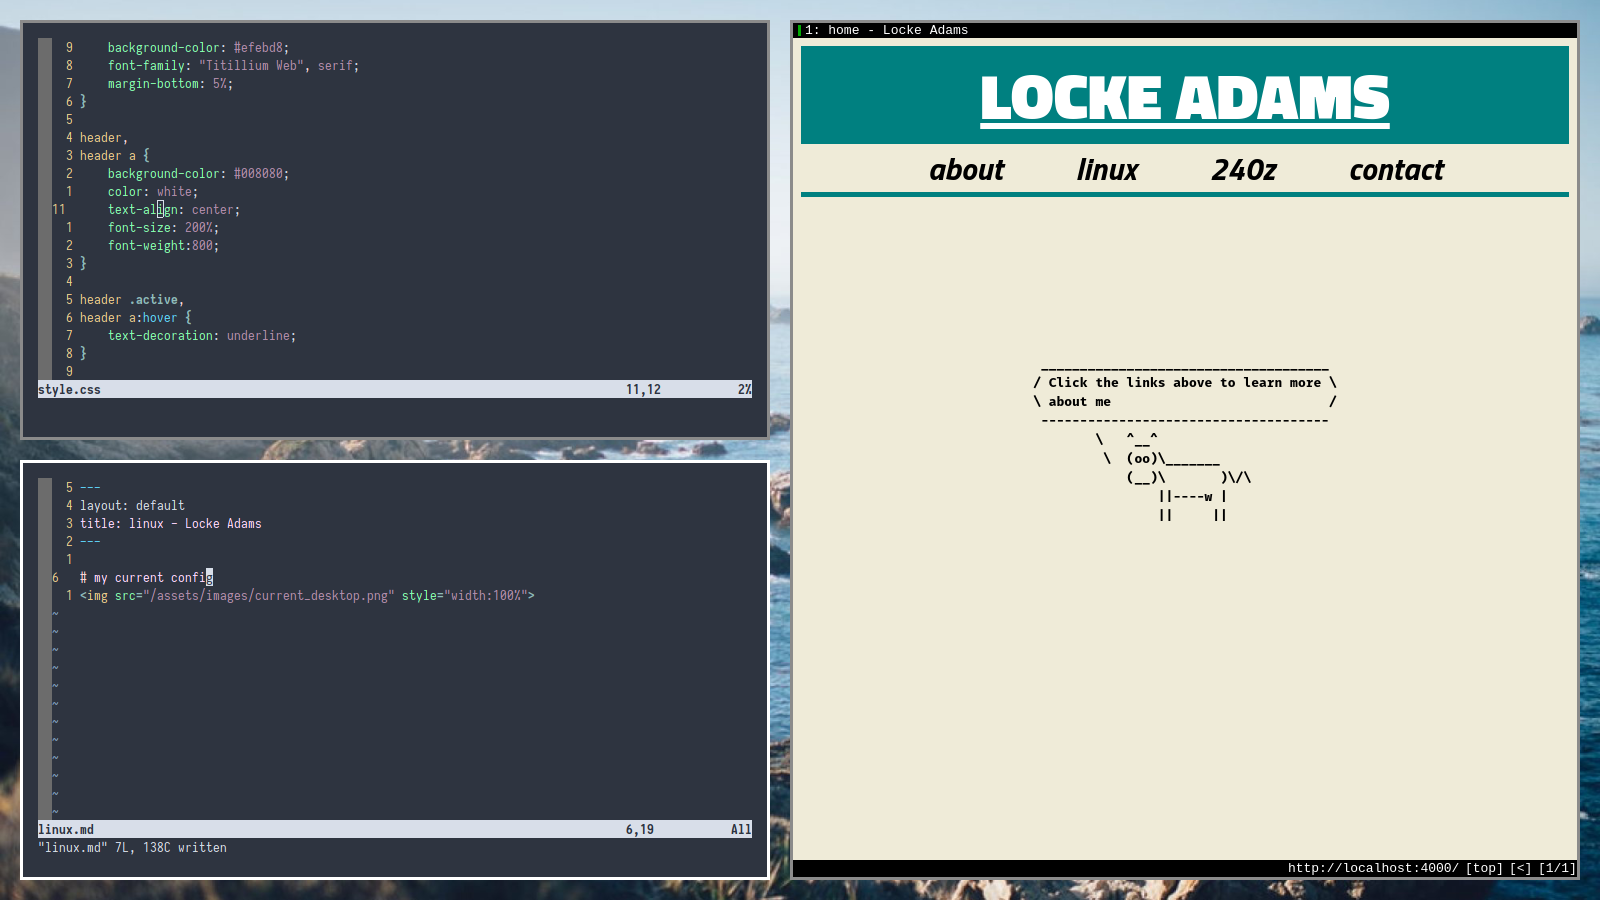 9     background-color: #efebd8;
8     font-family: "Titillium Web", serif;
7     margin-bottom: 5%;
6 }
5
4 header,
3 header a {
2     background-color: #008080;
1     color: white;
11     text-align: center;
1     font-size: 200%;
2     font-weight:800;
3 }
4
5 header .active,
6 header a:hover {
7     text-decoration: underline;
8 }
9
style.css 11,12 2%
5 ---
4 layout: default
3 title: linux - Locke Adams
2 ---
1
6 # my current config
1 <img src="/assets/images/current_desktop.png" style="width:100%">
~
~
~
~
~
~
~
~
~
~
~
~
linux.md 6,19 All
"linux.md" 7L, 138C written
1: home - Locke Adams
LOCKE ADAMS
about linux 240z contact
 _____________________________________
/ Click the links above to learn more \
\ about me                            /
 -------------------------------------
        \   ^__^
         \  (oo)\_______
            (__)\       )\/\
                ||----w |
                ||     ||
http://localhost:4000/ [top] [<] [1/1]